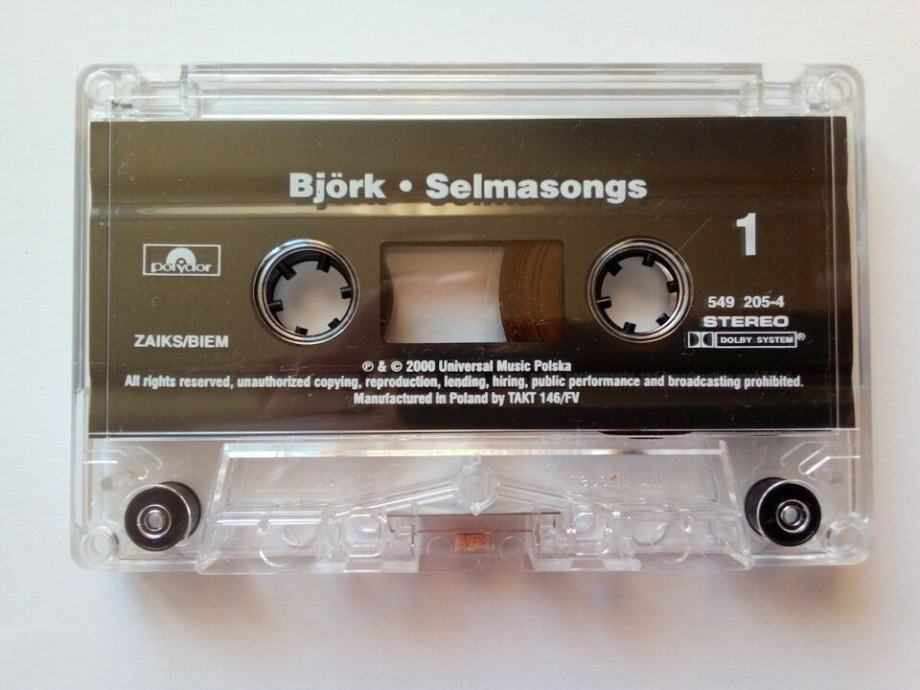 Björk • Selmasongs
1
polydor
549 205-4
STEREO
ZAIKS/BIEM
DOLBY SYSTEM®
℗ & © 2000 Universal Music Polska
All rights reserved, unauthorized copying, reproduction, lending, hiring, public performance and broadcasting prohibited.
Manufactured in Poland by TAKT 146/FV